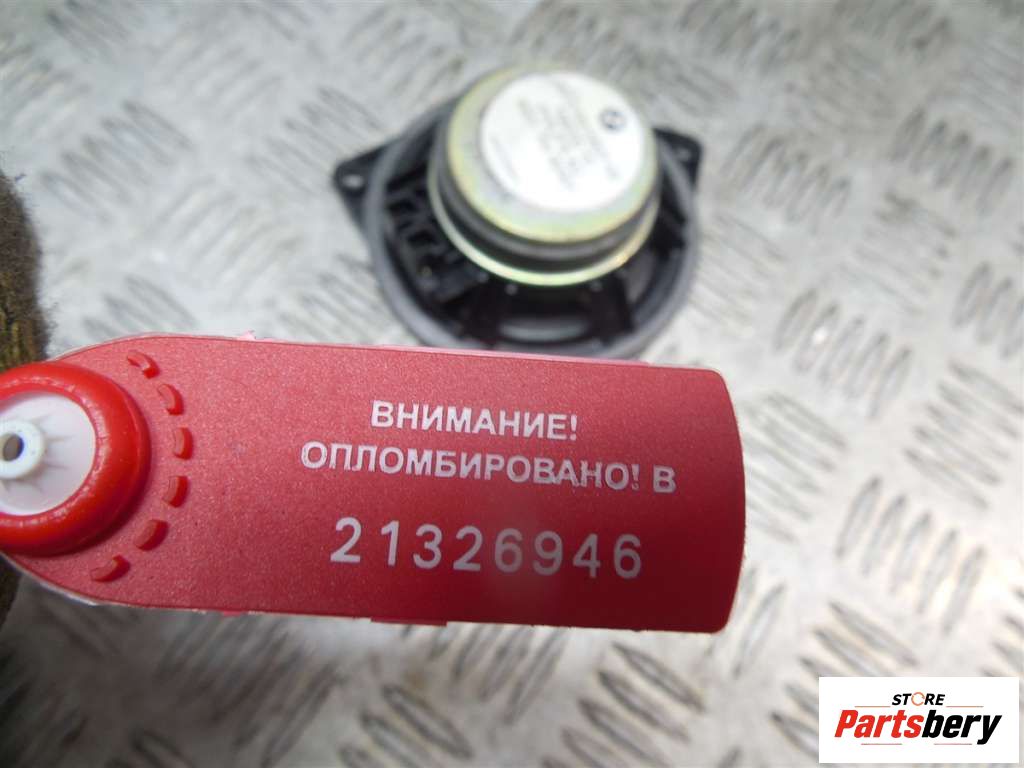 ВНИМАНИЕ!
ОПЛОМБИРОВАНО! В
21326946
STORE
Partsbery